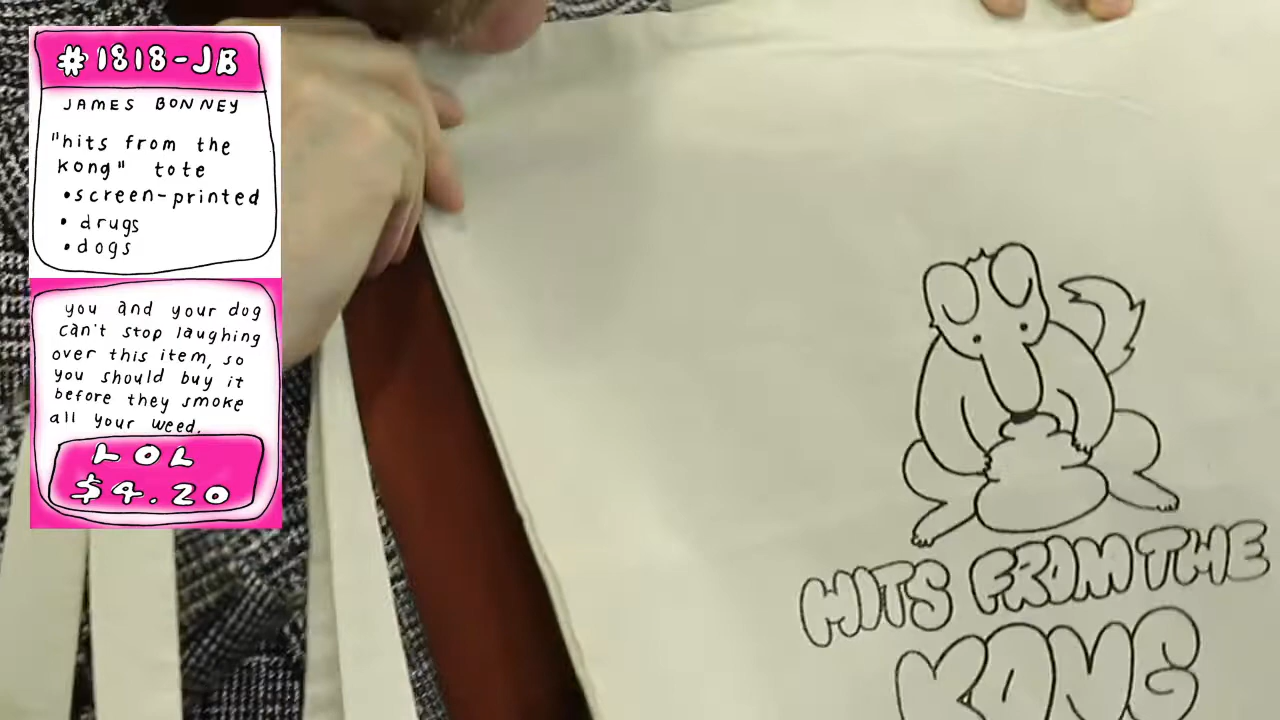 #1818-JB
JAMES BONNEY
"hits from the
kong" tote
•screen-printed
• drugs
• dogs
you and your dog
can't stop laughing
over this item, so
you should buy it
before they smoke
all your weed.
LOL
$4.20
HITS FROM THE
KONG